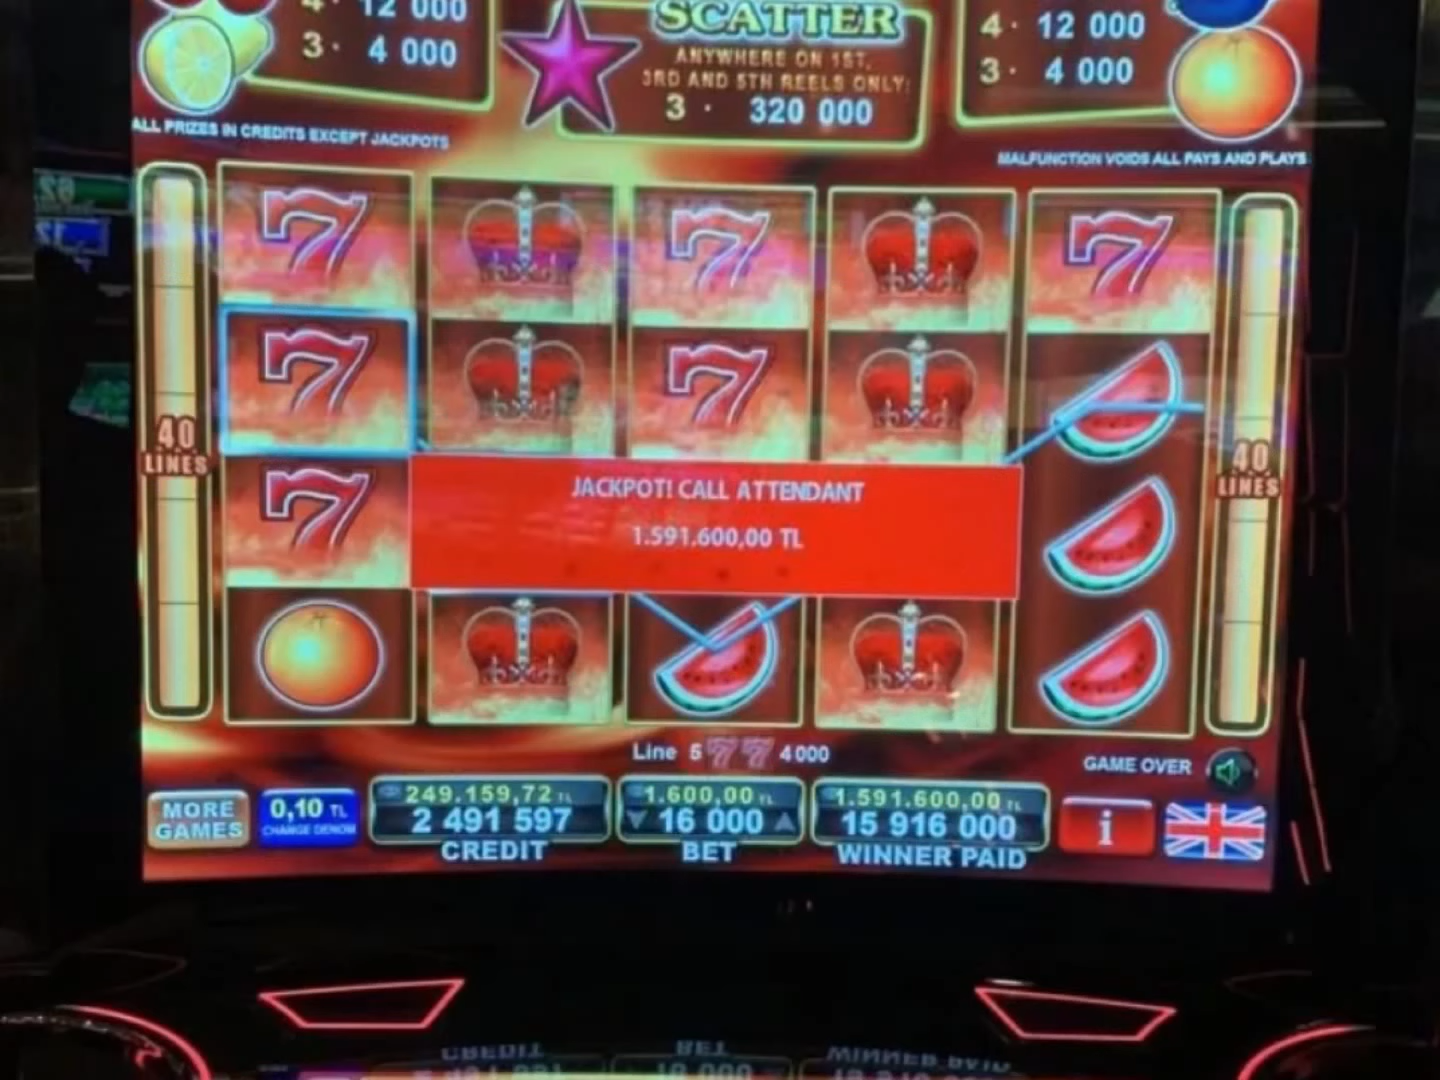 4 · 12 000
3 · 4 000
SCATTER
ANYWHERE ON 1ST,
3RD AND 5TH REELS ONLY:
3 · 320 000
4 · 12 000
3 · 4 000
ALL PRIZES IN CREDITS EXCEPT JACKPOTS
MALFUNCTION VOIDS ALL PAYS AND PLAYS
40
LINES
40
LINES
JACKPOT! CALL ATTENDANT
1.591.600,00 TL
Line 5 77 4000
GAME OVER
MORE
GAMES
0,10 TL
CHANGE DENOM
249.159,72 TL
2 491 597
CREDIT
1.600,00 TL
16 000
BET
1.591.600,00 TL
15 916 000
WINNER PAID
i